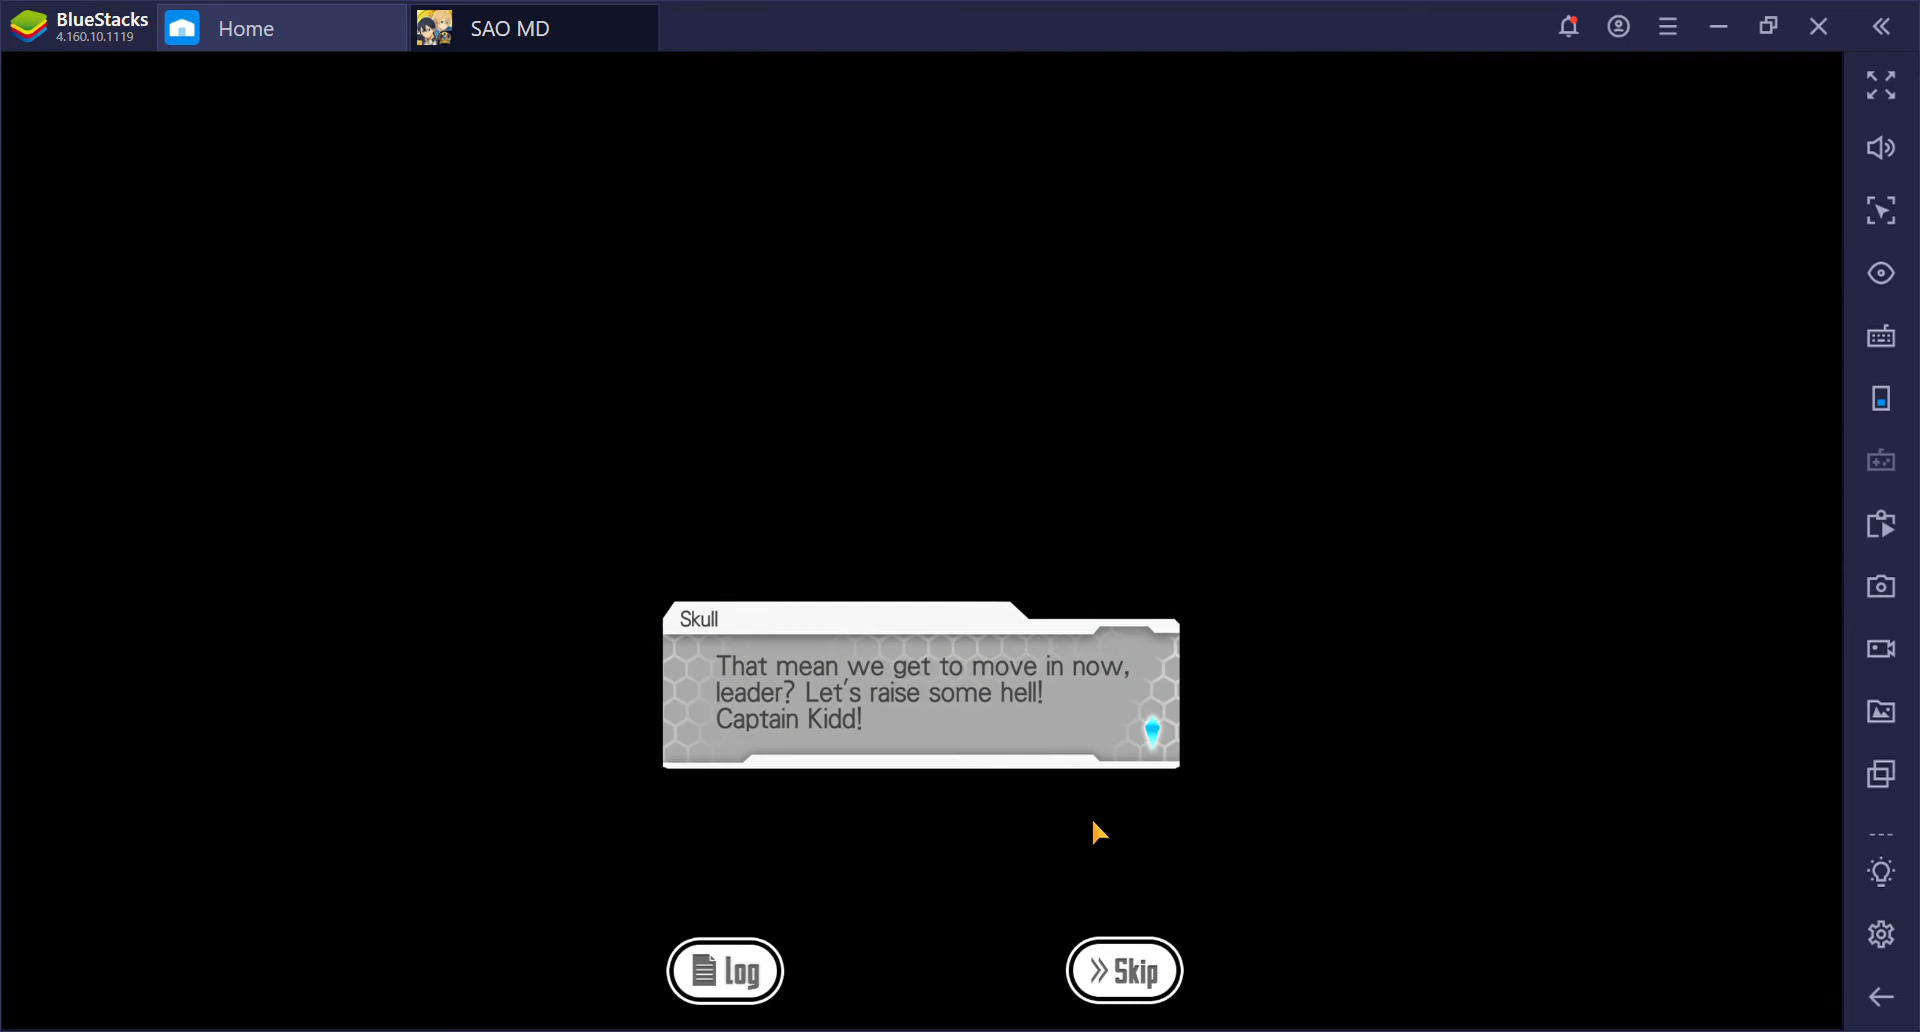 BlueStacks
4.160.10.1119
Home
SAO MD
Skull
That mean we get to move in now,
leader? Let's raise some hell!
Captain Kidd!
Log
Skip